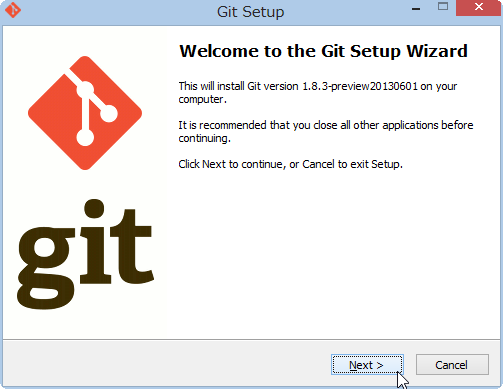 Git Setup
Welcome to the Git Setup Wizard
This will install Git version 1.8.3-preview20130601 on your
computer.
It is recommended that you close all other applications before
continuing.
Click Next to continue, or Cancel to exit Setup.
git
Next >
Cancel